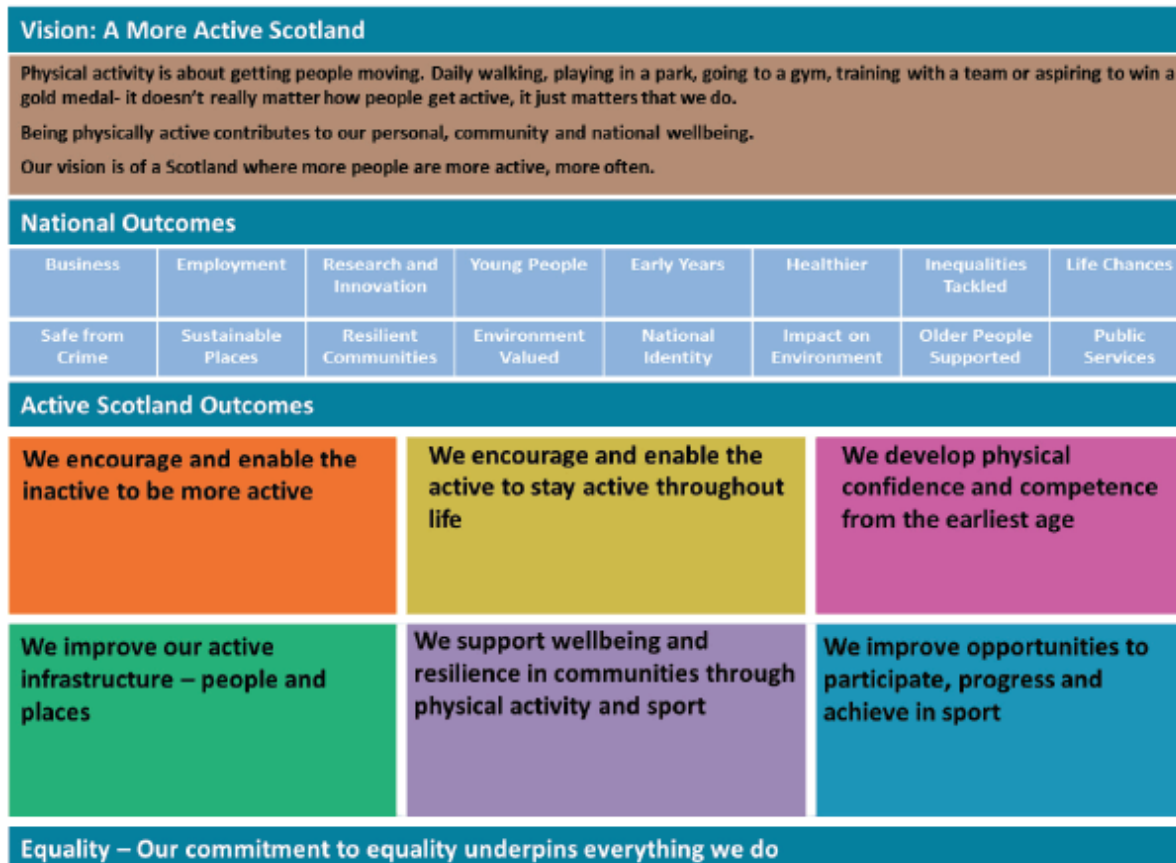 Vision: A More Active Scotland
Physical activity is about getting people moving. Daily walking, playing in a park, going to a gym, training with a team or aspiring to win a
gold medal- it doesn't really matter how people get active, it just matters that we do.
Being physically active contributes to our personal, community and national wellbeing.
Our vision is of a Scotland where more people are more active, more often.
National Outcomes
Business
Employment
Research and
Innovation
Young People
Early Years
Healthier
Inequalities
Tackled
Life Chances
Safe from
Crime
Sustainable
Places
Resilient
Communities
Environment
Valued
National
Identity
Impact on
Environment
Older People
Supported
Public
Services
Active Scotland Outcomes
We encourage and enable the
inactive to be more active
We encourage and enable the
active to stay active throughout
life
We develop physical
confidence and competence
from the earliest age
We improve our active
infrastructure – people and
places
We support wellbeing and
resilience in communities through
physical activity and sport
We improve opportunities to
participate, progress and
achieve in sport
Equality – Our commitment to equality underpins everything we do